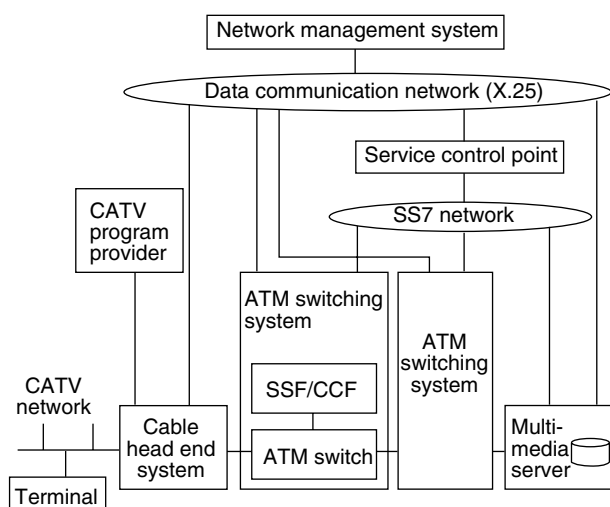 Network management system
Data communication network (X.25)
Service control point
SS7 network
CATV
program
provider
ATM switching
system
ATM
switching
system
SSF/CCF
CATV
network
Cable
head end
system
ATM switch
Multi-
media
server
Terminal